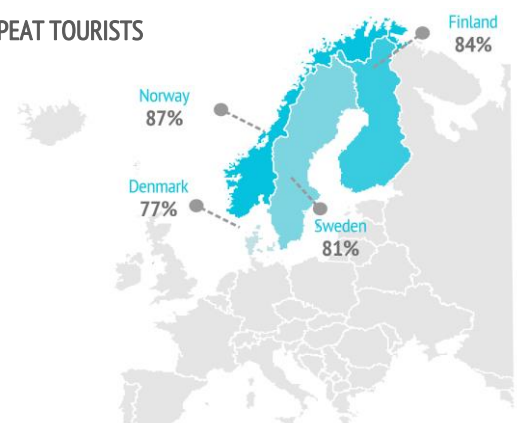 PEAT TOURISTS
Finland
84%
Norway
87%
Denmark
77%
Sweden
81%